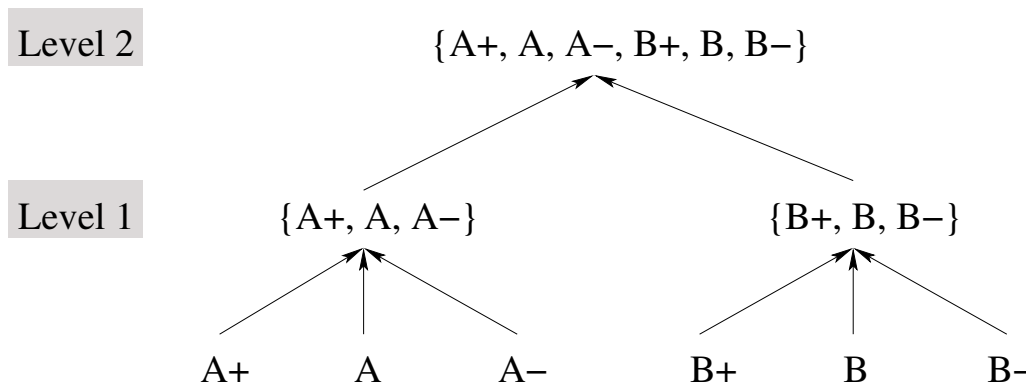 Level 2 {A+, A, A−, B+, B, B−}
Level 1 {A+, A, A−} {B+, B, B−}
A+ A A− B+ B B−